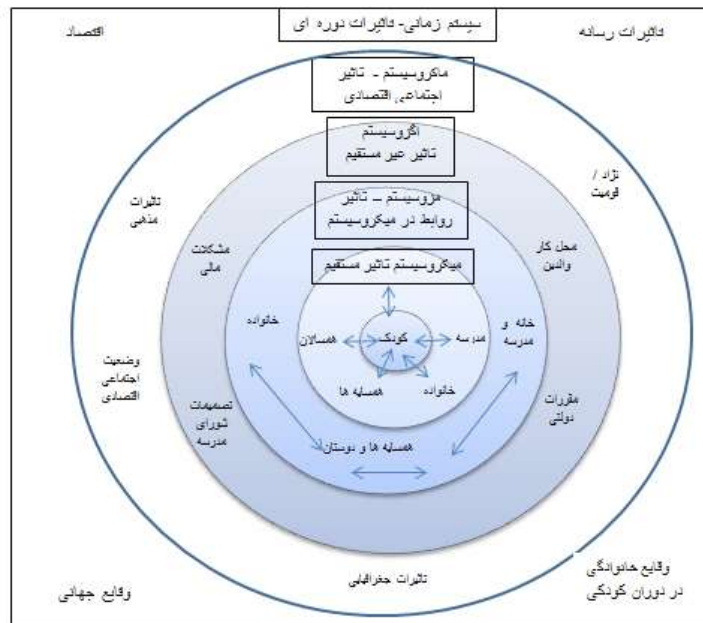 سیستم زمانی- تاثیرات دوره ای
تاثیرات رسانه
اقتصاد
ماکروسیستم – تاثیر
اجتماعی اقتصادی
اگزوسیستم
تاثیر غیر مستقیم
نژاد /
قومیت
تاثیرات
مذهبی
مزوسیستم – تاثیر
روابط در میکروسیستم
محل کار
والدین
مشکلات
مالی
میکروسیستم تاثیر مستقیم
خانه و
مدرسه
خانواده
مدرسه
کودک
همسالان
خانواده
همسایه ها
وضعیت
اجتماعی
اقتصادی
مقررات
دولتی
تصمیمات
شورای
مدرسه
همسایه ها و دوستان
وقایع خانوادگی
در دوران کودکی
تاثیرات جغرافیایی
وقایع جهانی